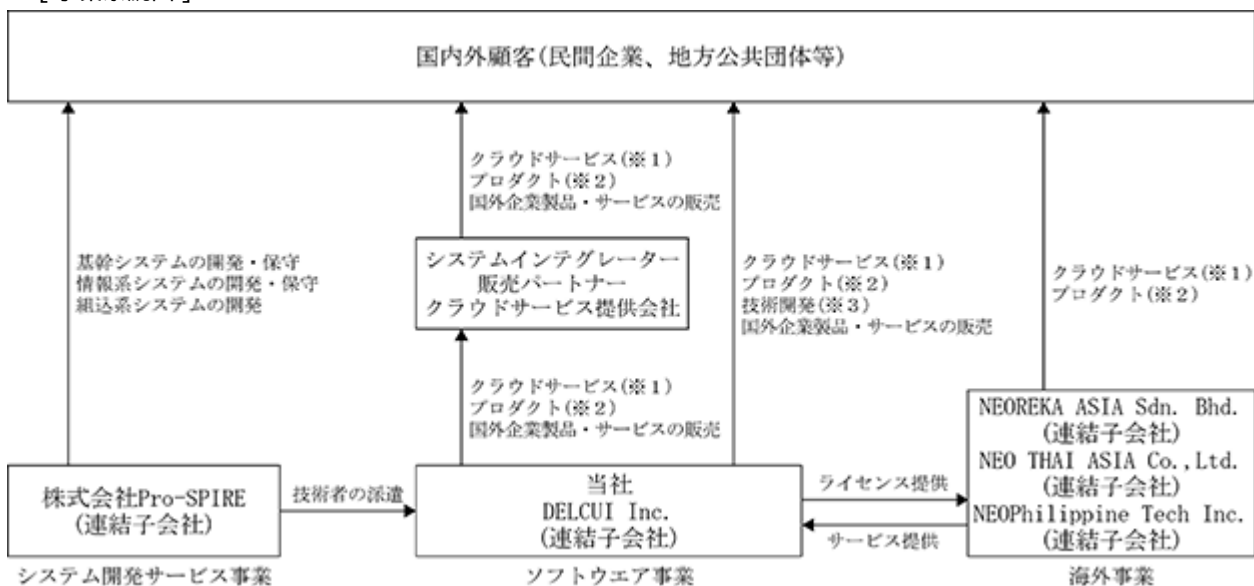 国内外顧客(民間企業、地方公共団体等)
クラウドサービス(※1)
プロダクト(※2)
国外企業製品・サービスの販売
基幹システムの開発・保守
情報系システムの開発・保守
組込系システムの開発
システムインテグレーター
販売パートナー
クラウドサービス提供会社
クラウドサービス(※1)
プロダクト(※2)
技術開発(※3)
国外企業製品・サービスの販売
クラウドサービス(※1)
プロダクト(※2)
クラウドサービス(※1)
プロダクト(※2)
国外企業製品・サービスの販売
株式会社Pro-SPIRE
(連結子会社)
技術者の派遣
当社
DELCUI Inc.
(連結子会社)
ライセンス提供
サービス提供
NEOREKA ASIA Sdn. Bhd.
(連結子会社)
NEO THAI ASIA Co.,Ltd.
(連結子会社)
NEOPhilippine Tech Inc.
(連結子会社)
システム開発サービス事業
ソフトウエア事業
海外事業